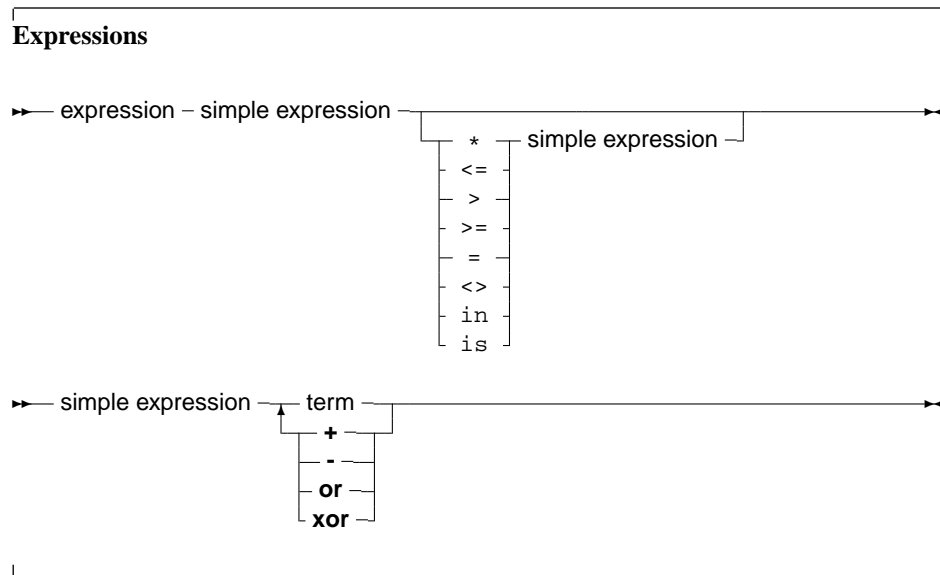 Expressions
expression simple expression
* simple expression
<=
>
>=
=
<>
in
is
simple expression term
+
-
or
xor